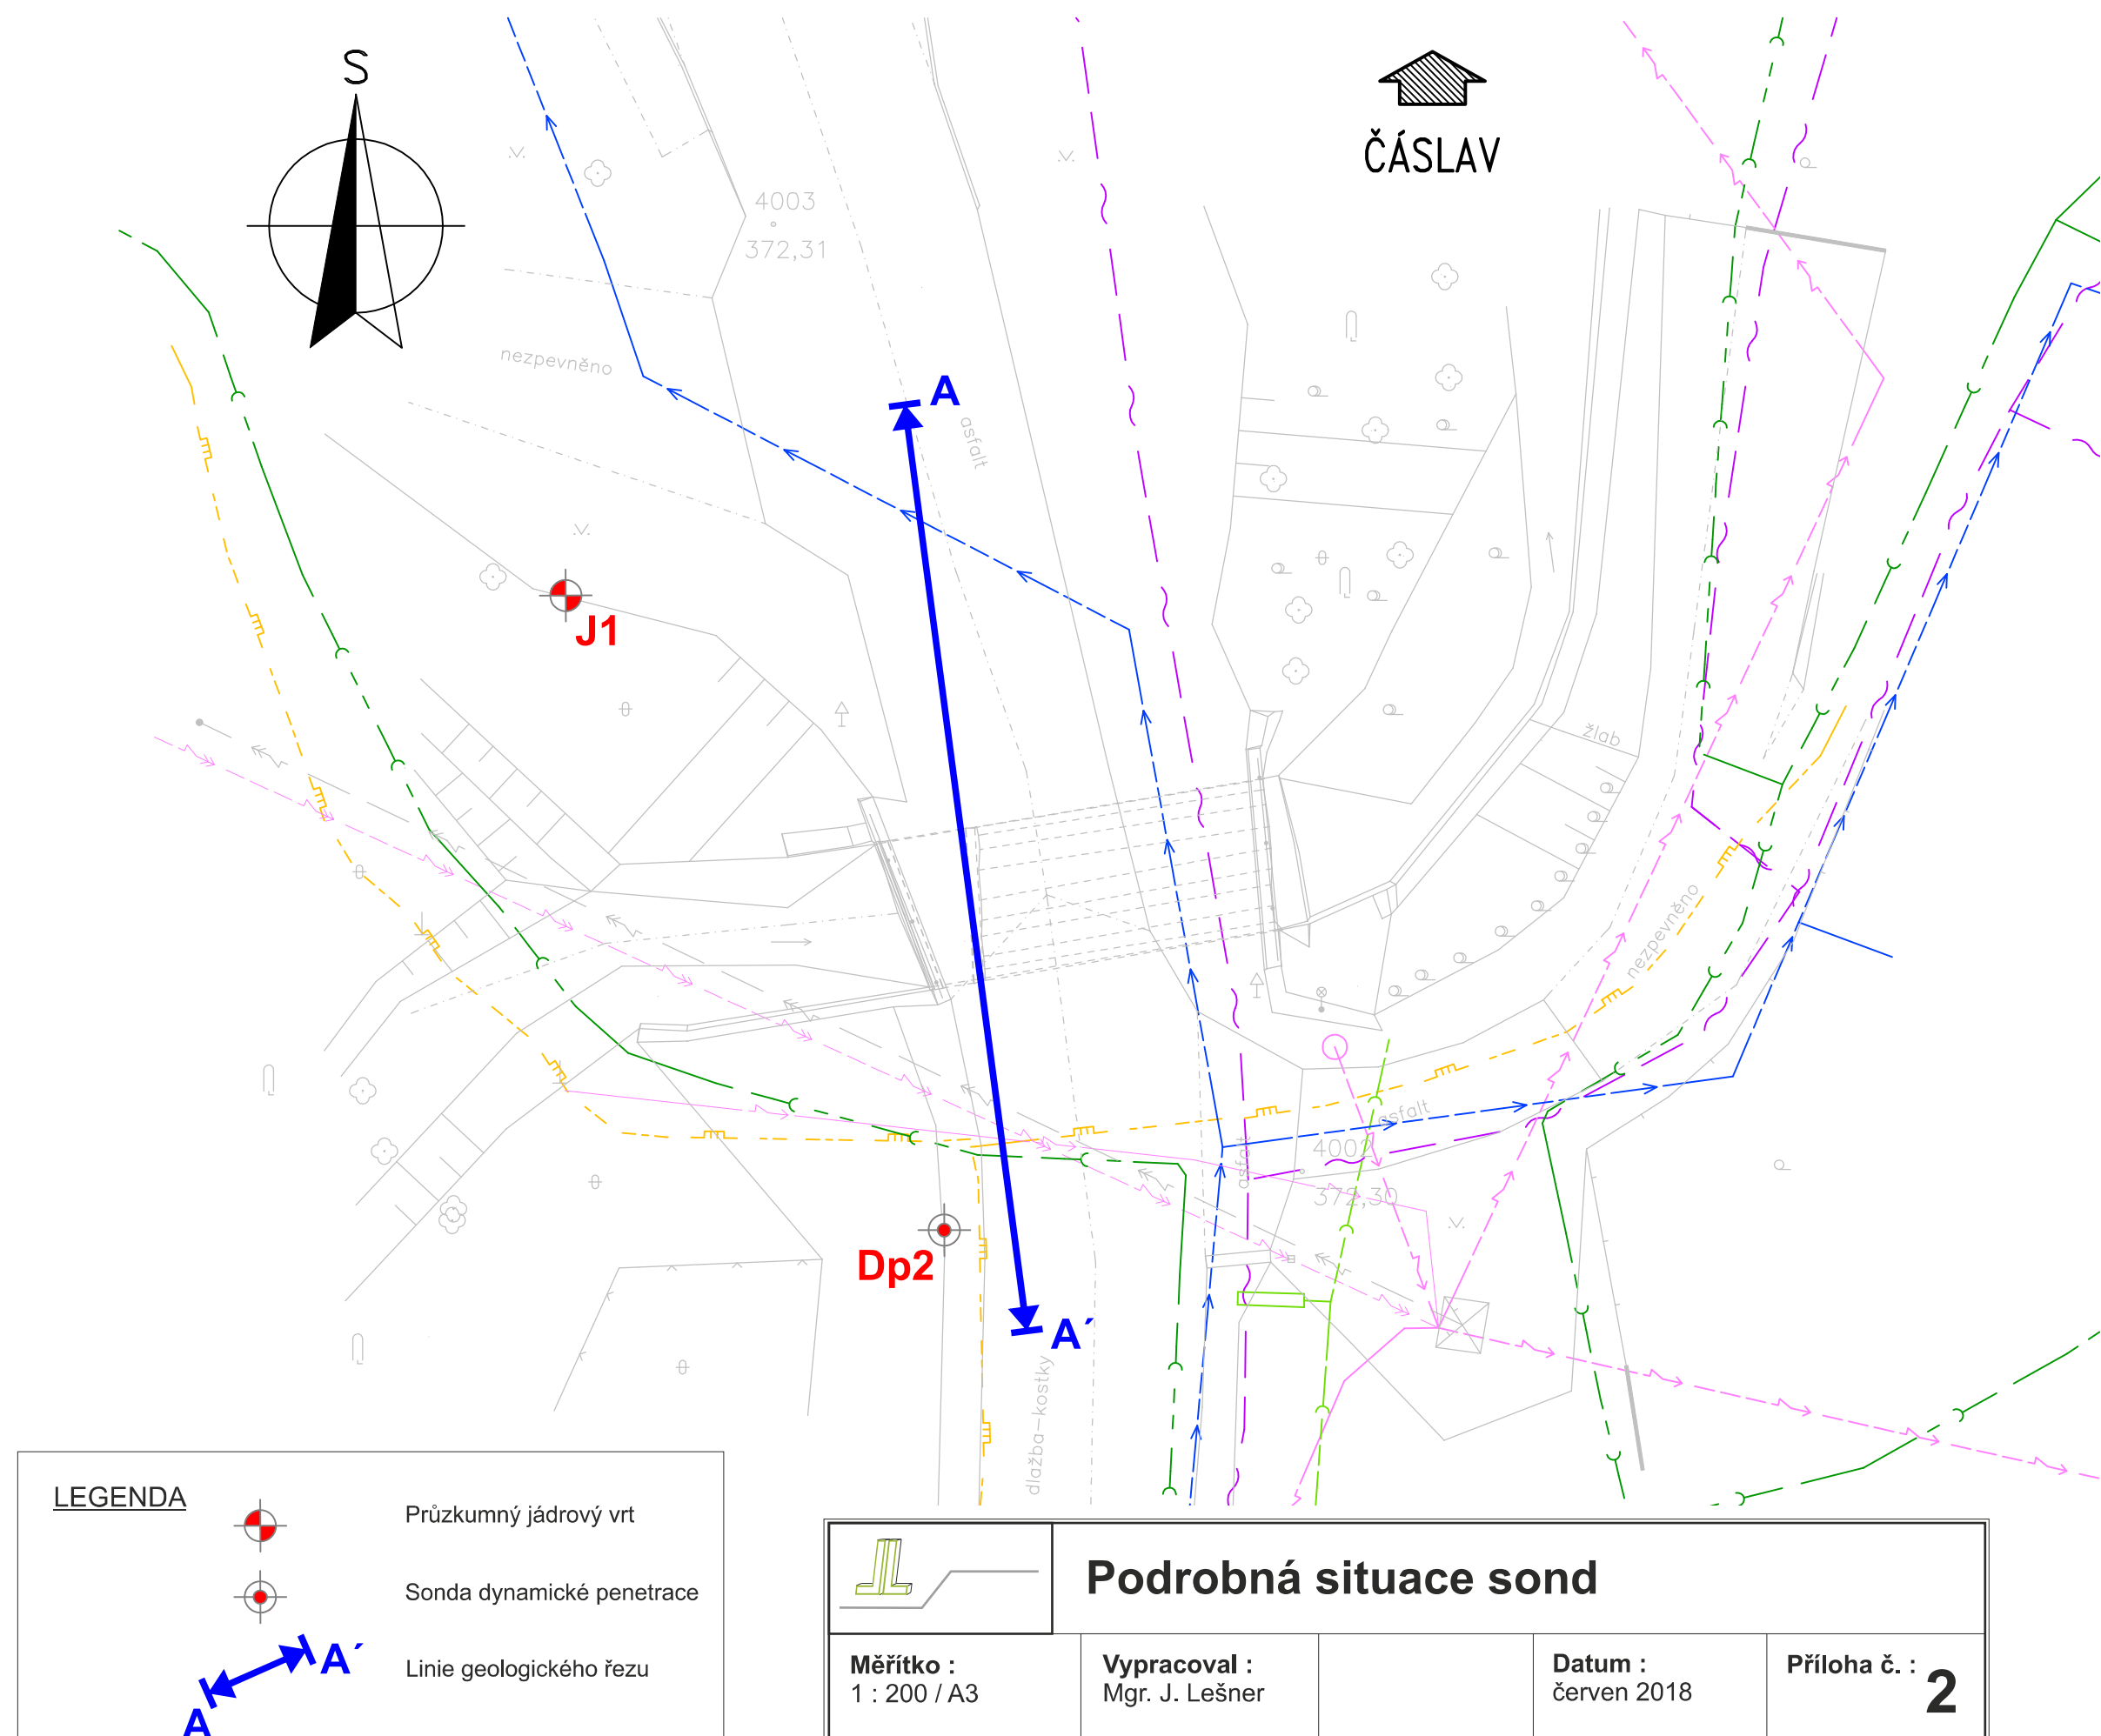 S
ČÁSLAV
4003
372,31
nezpevněno
A
asfalt
J1
žlab
nezpevněno
asfalt
4002
asfalt
372,30
Dp2
A´
dlažba-kostky
LEGENDA
Průzkumný jádrový vrt
Sonda dynamické penetrace
A´
Linie geologického řezu
A
Podrobná situace sond
Měřítko :
1 : 200 / A3
Vypracoval :
Mgr. J. Lešner
Datum :
červen 2018
Příloha č. :
2